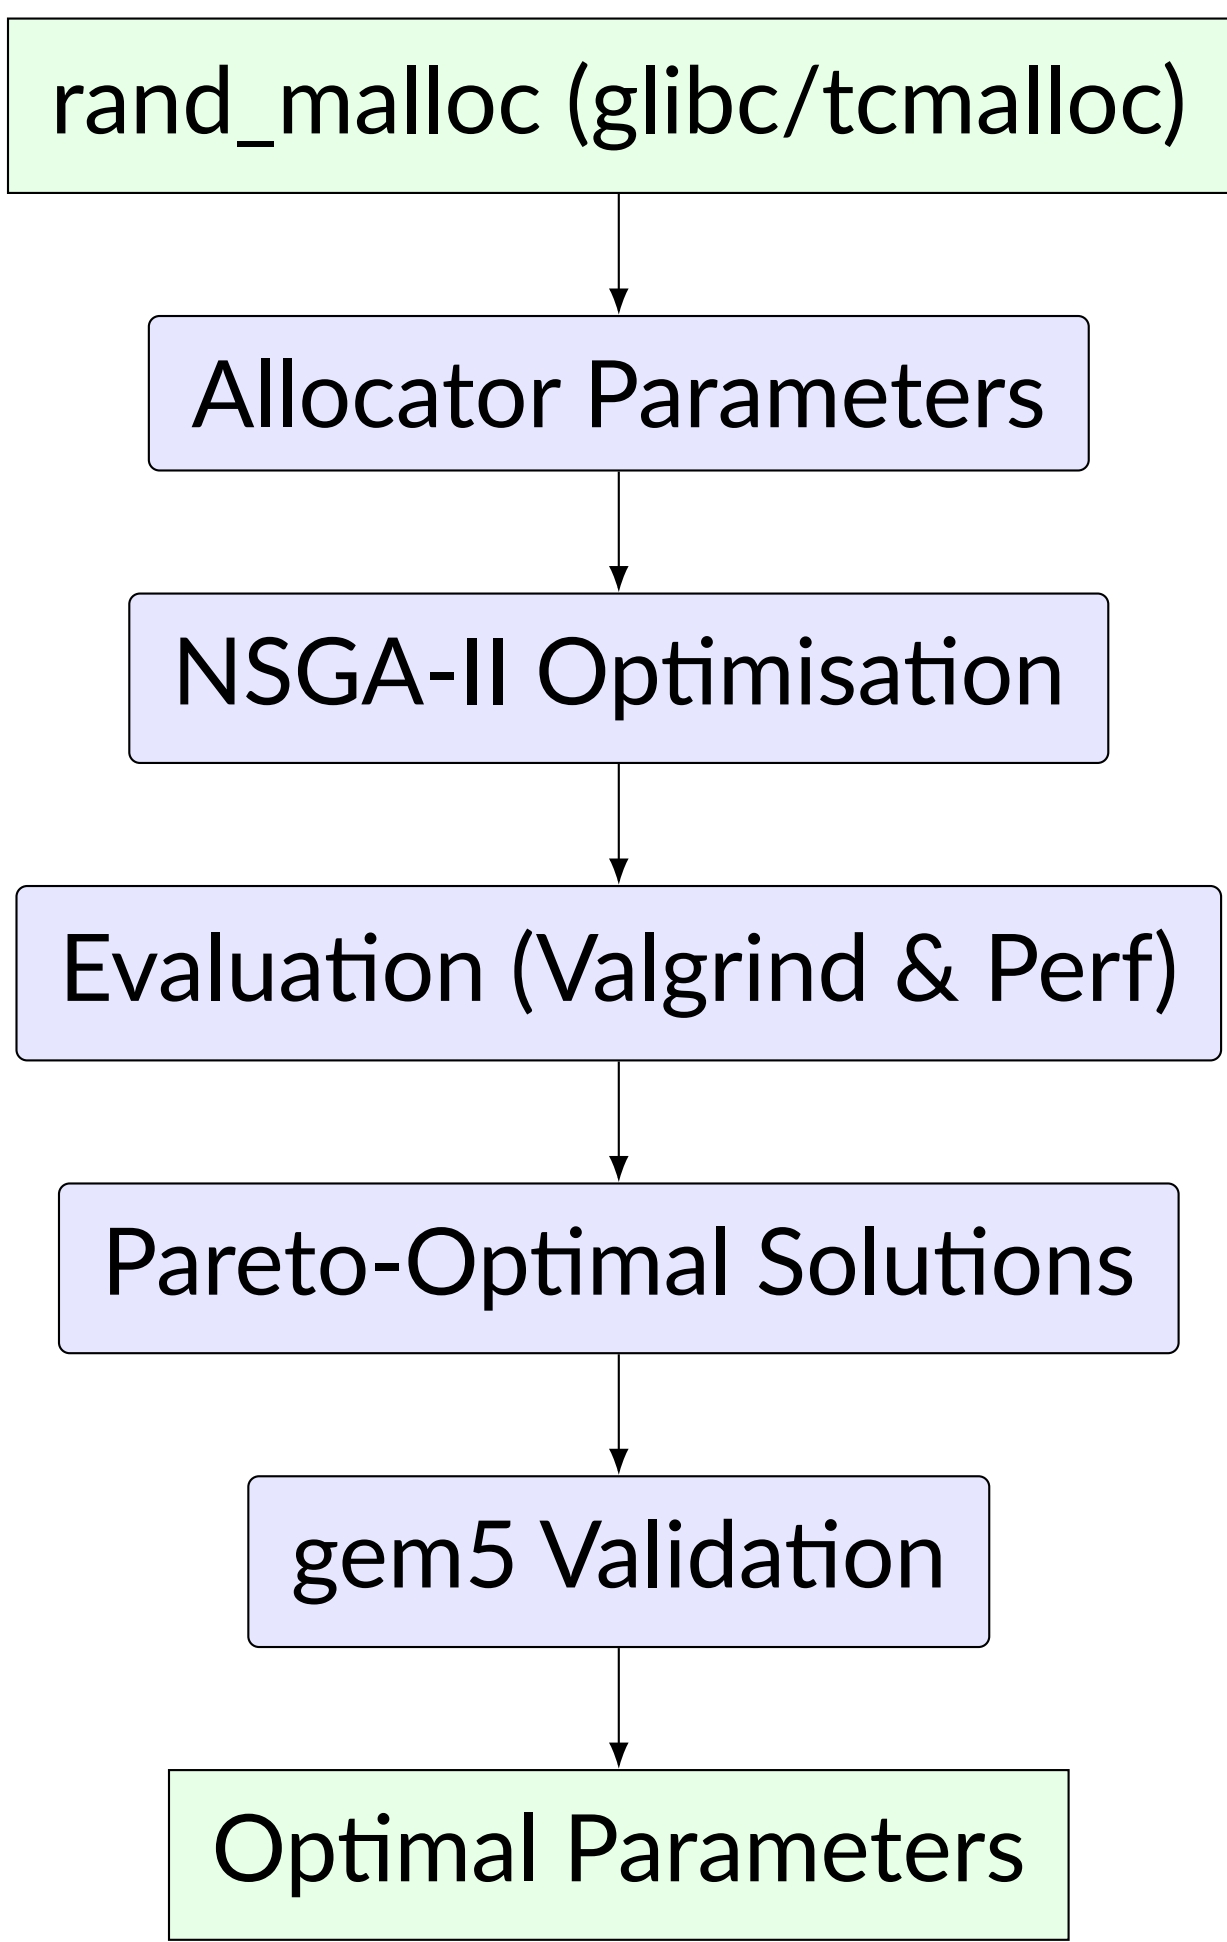 rand_malloc (glibc/tcmalloc)
Allocator Parameters
NSGA-II Optimisation
Evaluation (Valgrind & Perf)
Pareto-Optimal Solutions
gem5 Validation
Optimal Parameters